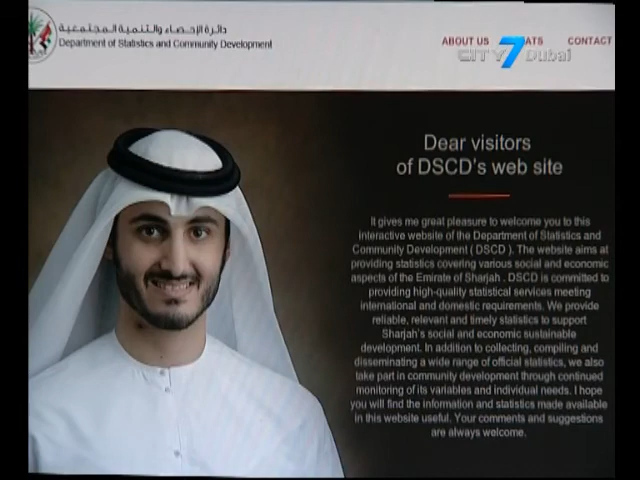 دائرة الإحصاء والتنمية المجتمعية
Department of Statistics and Community Development
ABOUT US
ATS
CONTACT
CITY 7 Dubai
Dear visitors
of DSCD's web site
It gives me great pleasure to welcome you to this
interactive website of the Department of Statistics and
Community Development ( DSCD ). The website aims at
providing statistics covering various social and economic
aspects of the Emirate of Sharjah . DSCD is committed to
providing high-quality statistical services meeting
international and domestic requirements. We provide
reliable, relevant and timely statistics to support
Sharjah's social and economic sustainable
development. In addition to collecting, compiling and
disseminating a wide range of official statistics, we also
take part in community development through continued
monitoring of its variables and individual needs. I hope
you will find the information and statistics made available
in this website useful. Your comments and suggestions
are always welcome.